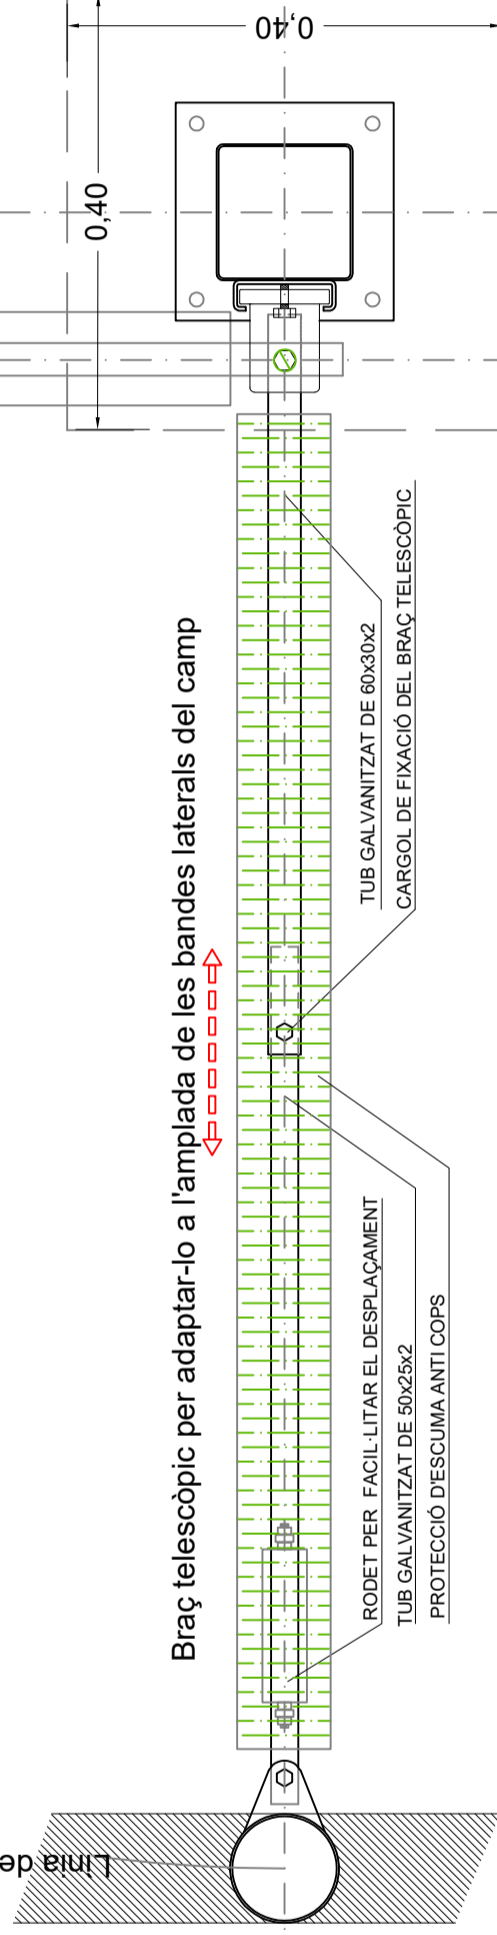 0,40
0,40
Braç telescòpic per adaptar-lo a l'amplada de les bandes laterals del camp
TUB GALVANITZAT DE 60x30x2
CARGOL DE FIXACIÓ DEL BRAÇ TELESCÒPIC
RODET PER FACIL·LITAR EL DESPLAÇAMENT
TUB GALVANITZAT DE 50x25x2
PROTECCIÓ D'ESCUMA ANTI COPS
Línia de